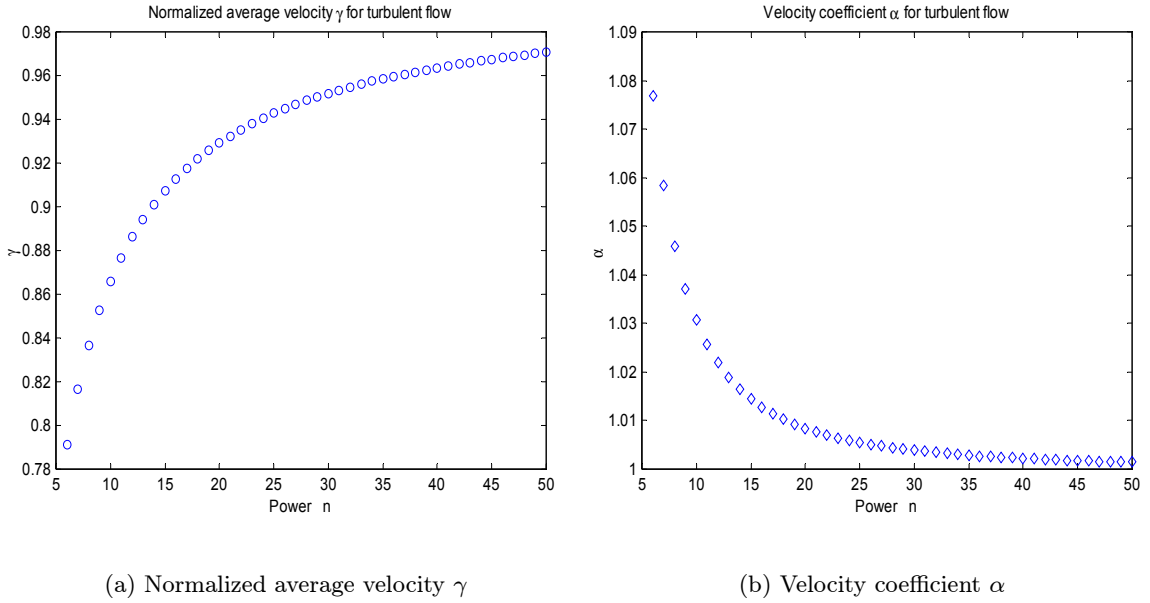 Normalized average velocity γ for turbulent flow
0.98
0.96
0.94
0.92
0.9
0.88
0.86
0.84
0.82
0.8
0.78
γ
5 10 15 20 25 30 35 40 45 50
Power n
(a) Normalized average velocity γ
Velocity coefficient α for turbulent flow
1.09
1.08
1.07
1.06
1.05
1.04
1.03
1.02
1.01
1
α
5 10 15 20 25 30 35 40 45 50
Power n
(b) Velocity coefficient α